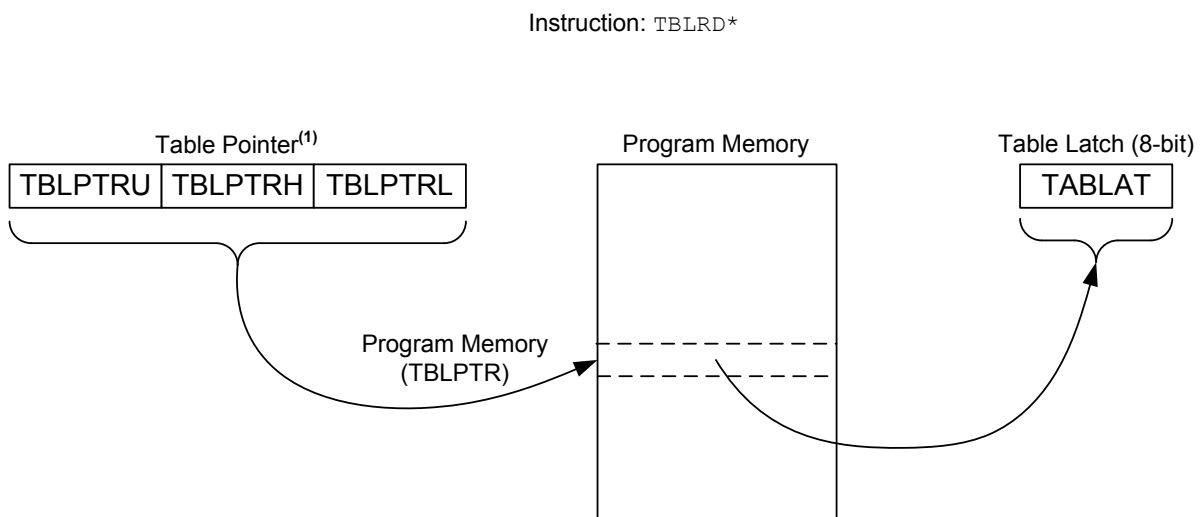 Instruction: TBLRD*
Table Pointer(1)
Program Memory
Table Latch (8-bit)
TBLPTRU TBLPTRH TBLPTRL
TABLAT
Program Memory
(TBLPTR)